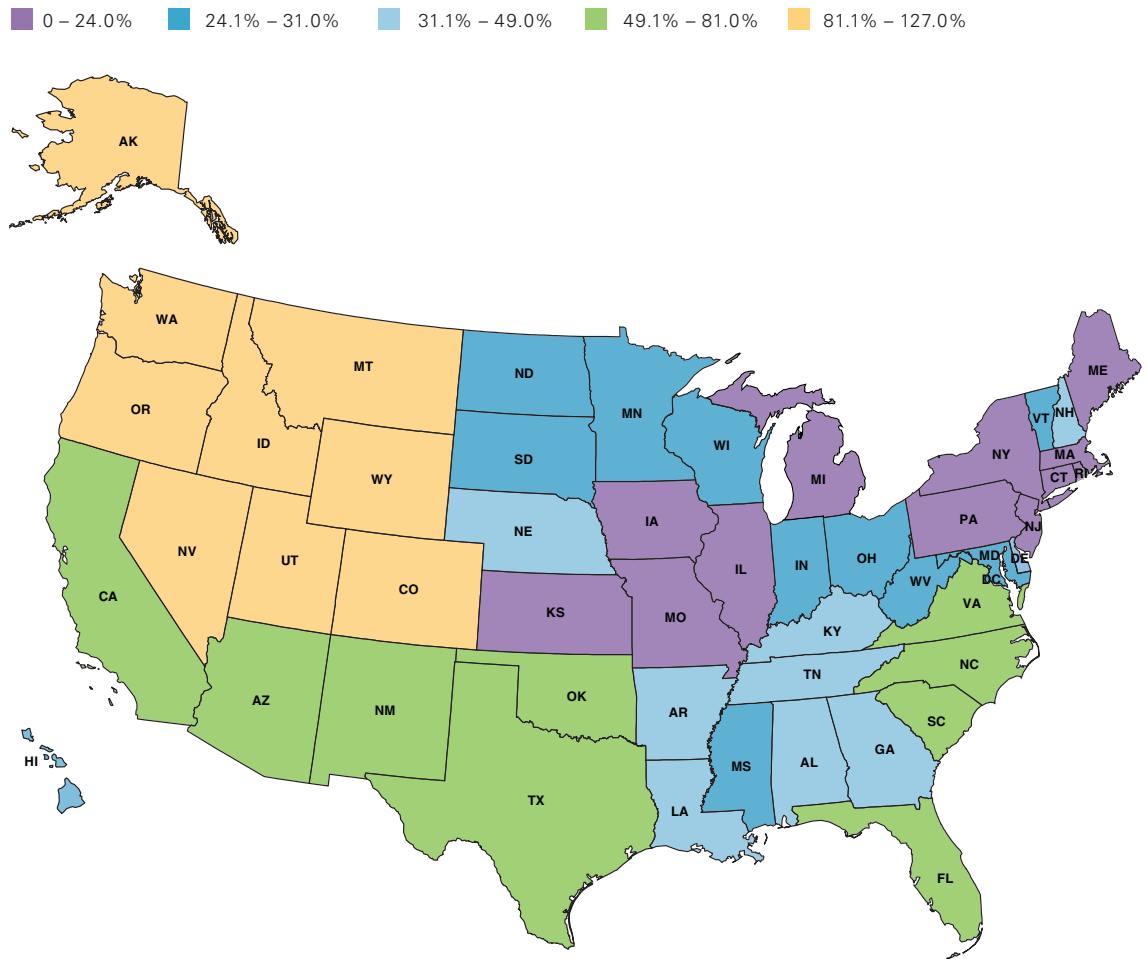 0 – 24.0% 24.1% – 31.0% 31.1% – 49.0% 49.1% – 81.0% 81.1% – 127.0%
AK
WA
MT
ME
ND
OR
MN
VT NH
ID
WI
NY
MA
SD
WY
MI
CT RI
IA
PA
NJ
NE
NV
UT
IL
IN
OH
MD DE
CO
WV
DC
CA
KS
MO
VA
KY
NC
TN
AZ
OK
NM
AR
SC
GA
HI
MS
AL
TX
LA
FL